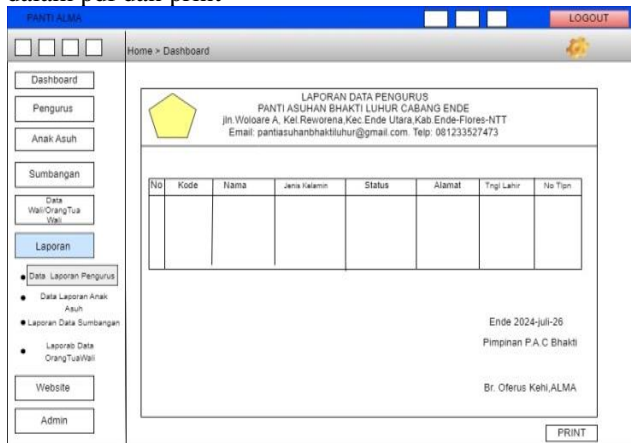 dalam pdf dan print
PANTI ALMA
LOGOUT
Home > Dashboard
Dashboard
Pengurus
Anak Asuh
Sumbangan
Data
Wali/OrangTua
Wali
Laporan
Data Laporan Pengurus
Data Laporan Anak
Asuh
Laporan Data Sumbangan
Laporab Data
OrangTuaWali
Website
Admin
LAPORAN DATA PENGURUS
PANTI ASUHAN BHAKTI LUHUR CABANG ENDE
jln.Woloare A, Kel.Reworena,Kec.Ende Utara,Kab.Ende-Flores-NTT
Email: pantiasuhanbhaktiluhur@gmail.com. Telp: 081233527473
No Kode Nama Jenis Kelamin Status Alamat Tngl Lahir No Tlpn
Ende 2024-juli-26
Pimpinan P.A.C Bhakti
Br. Oferus Kehi,ALMA
PRINT